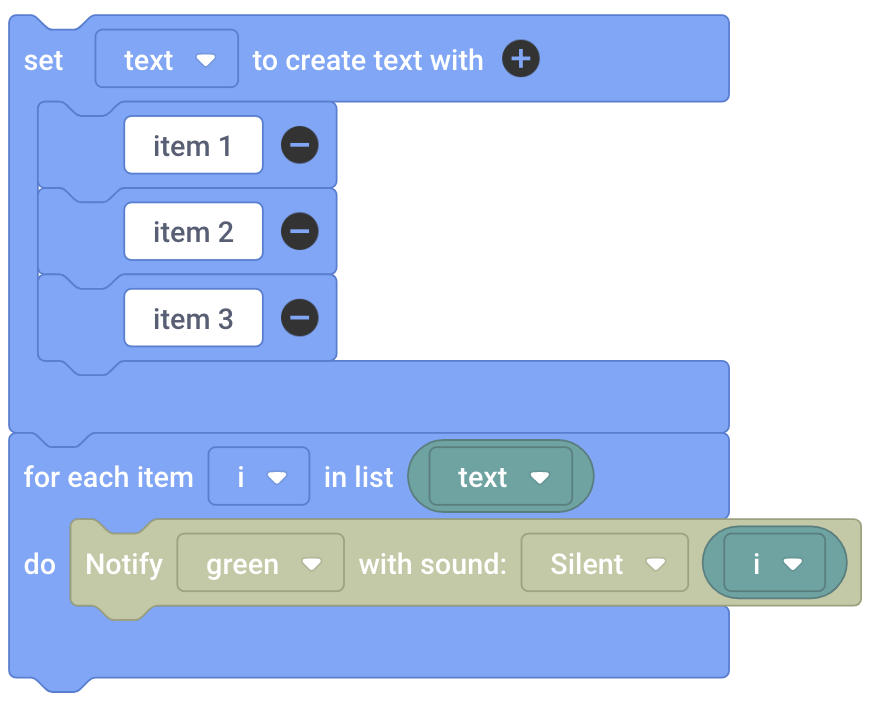 set text to create text with
item 1
item 2
item 3
for each item i in list text
do Notify green with sound: Silent i